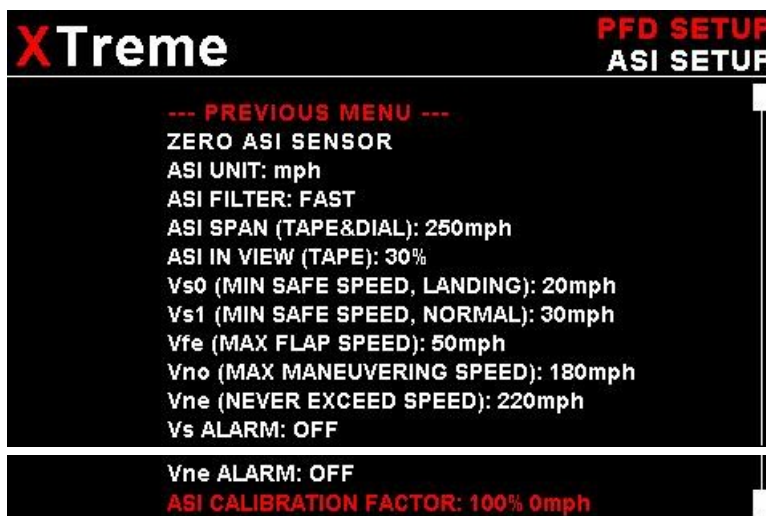 XTreme
PFD SETUP
ASI SETUP
--- PREVIOUS MENU ---
ZERO ASI SENSOR
ASI UNIT: mph
ASI FILTER: FAST
ASI SPAN (TAPE&DIAL): 250mph
ASI IN VIEW (TAPE): 30%
Vs0 (MIN SAFE SPEED, LANDING): 20mph
Vs1 (MIN SAFE SPEED, NORMAL): 30mph
Vfe (MAX FLAP SPEED): 50mph
Vno (MAX MANEUVERING SPEED): 180mph
Vne (NEVER EXCEED SPEED): 220mph
Vs ALARM: OFF
Vne ALARM: OFF
ASI CALIBRATION FACTOR: 100% 0mph